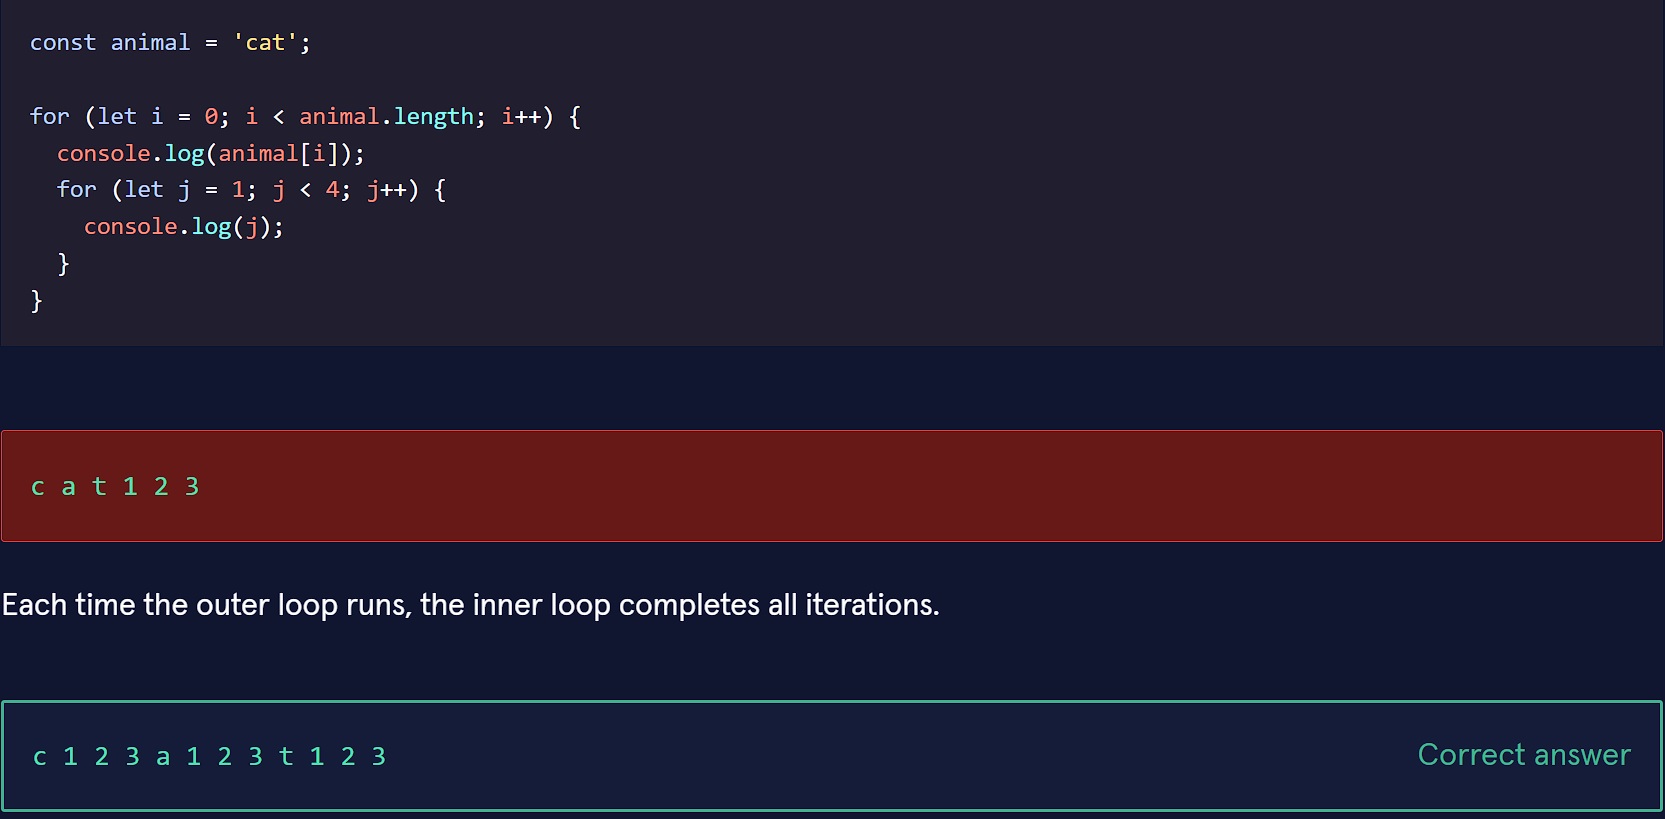 const animal = 'cat';
for (let i = 0; i < animal.length; i++) {
console.log(animal[i]);
for (let j = 1; j < 4; j++) {
console.log(j);
}
}
c a t 1 2 3
Each time the outer loop runs, the inner loop completes all iterations.
c 1 2 3 a 1 2 3 t 1 2 3
Correct answer